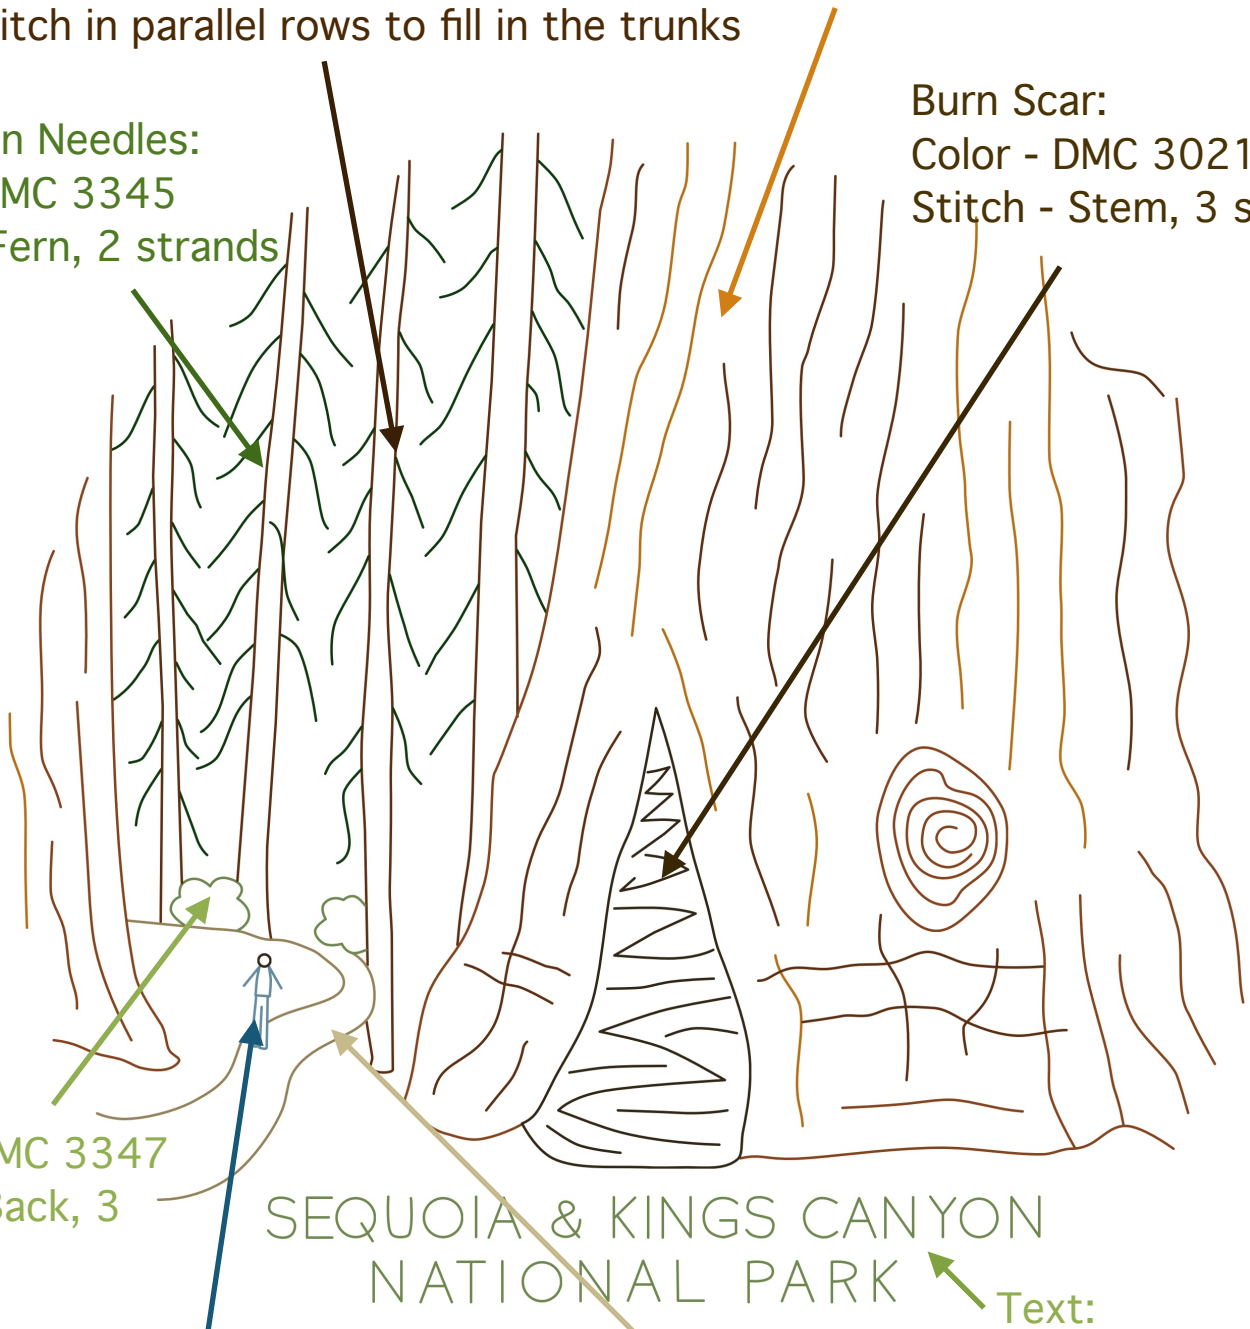 itch in parallel rows to fill in the trunks
Burn Scar:
Color - DMC 3021
Stitch - Stem, 3 s
n Needles:
MC 3345
Fern, 2 strands
MC 3347
Back, 3
SEQUOIA & KINGS CANYON
NATIONAL PARK
Text: